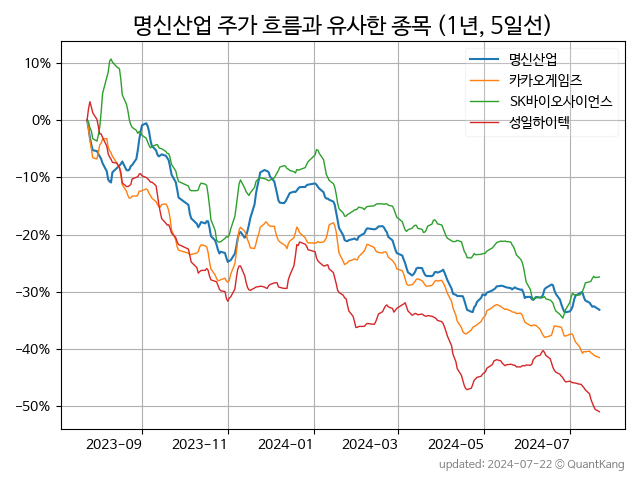 명신산업 주가 흐름과 유사한 종목 (1년, 5일선)
명신산업
카카오게임즈
SK바이오사이언스
성일하이텍
10%
0%
−10%
−20%
−30%
−40%
−50%
2023-09
2023-11
2024-01
2024-03
2024-05
2024-07
updated: 2024-07-22 © QuantKang